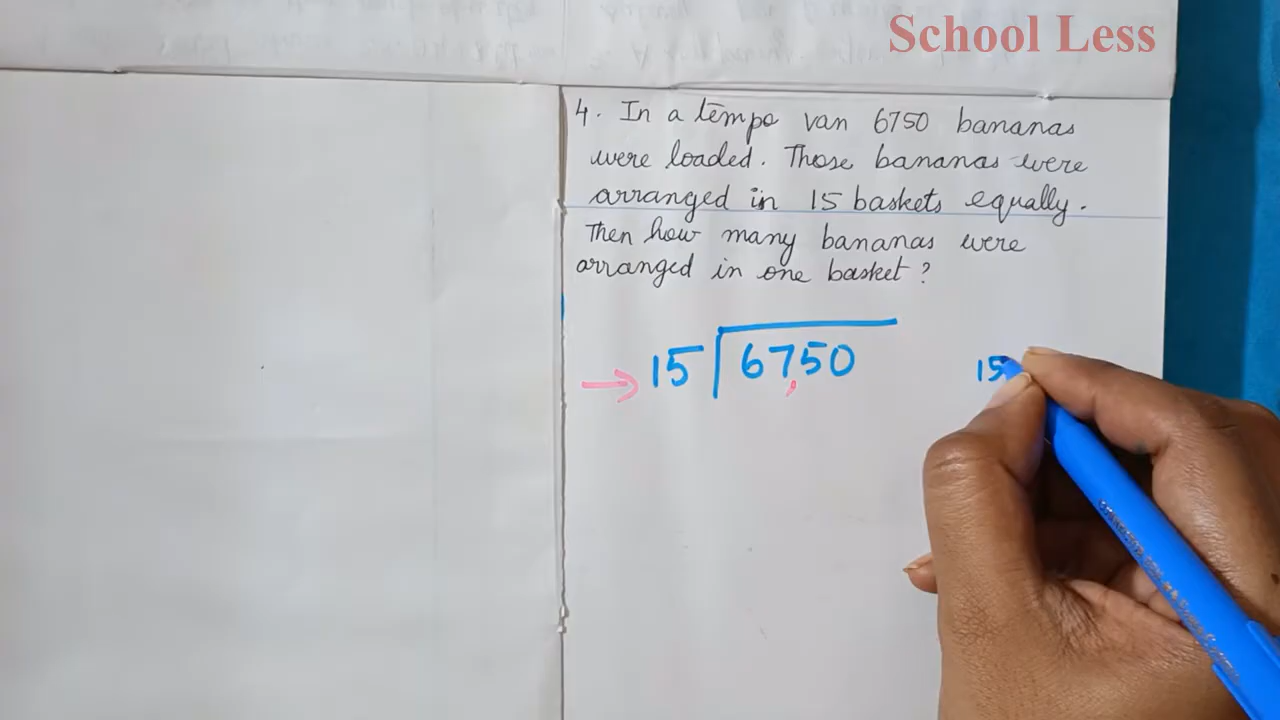 School Less
4. In a tempo van 6750 bananas
were loaded. Those bananas were
arranged in 15 baskets equally.
Then how many bananas were
arranged in one basket?
15 6750
15